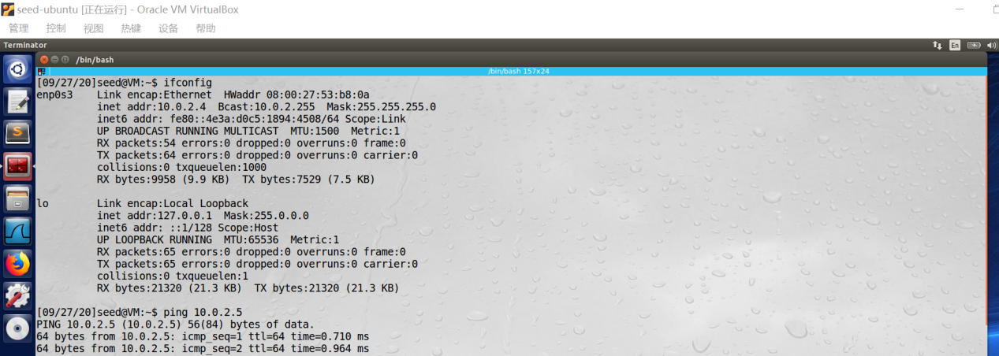 seed-ubuntu [正在运行] - Oracle VM VirtualBox
管理 控制 视图 热键 设备 帮助
Terminator
En
/bin/bash
/bin/bash 157x24
[09/27/20]seed@VM:~$ ifconfig
enp0s3    Link encap:Ethernet  HWaddr 08:00:27:53:b8:0a
          inet addr:10.0.2.4  Bcast:10.0.2.255  Mask:255.255.255.0
          inet6 addr: fe80::4e3a:d0c5:1894:4508/64 Scope:Link
          UP BROADCAST RUNNING MULTICAST  MTU:1500  Metric:1
          RX packets:54 errors:0 dropped:0 overruns:0 frame:0
          TX packets:64 errors:0 dropped:0 overruns:0 carrier:0
          collisions:0 txqueuelen:1000
          RX bytes:9958 (9.9 KB)  TX bytes:7529 (7.5 KB)

lo        Link encap:Local Loopback
          inet addr:127.0.0.1  Mask:255.0.0.0
          inet6 addr: ::1/128 Scope:Host
          UP LOOPBACK RUNNING  MTU:65536  Metric:1
          RX packets:65 errors:0 dropped:0 overruns:0 frame:0
          TX packets:65 errors:0 dropped:0 overruns:0 carrier:0
          collisions:0 txqueuelen:1
          RX bytes:21320 (21.3 KB)  TX bytes:21320 (21.3 KB)

[09/27/20]seed@VM:~$ ping 10.0.2.5
PING 10.0.2.5 (10.0.2.5) 56(84) bytes of data.
64 bytes from 10.0.2.5: icmp_seq=1 ttl=64 time=0.710 ms
64 bytes from 10.0.2.5: icmp_seq=2 ttl=64 time=0.964 ms